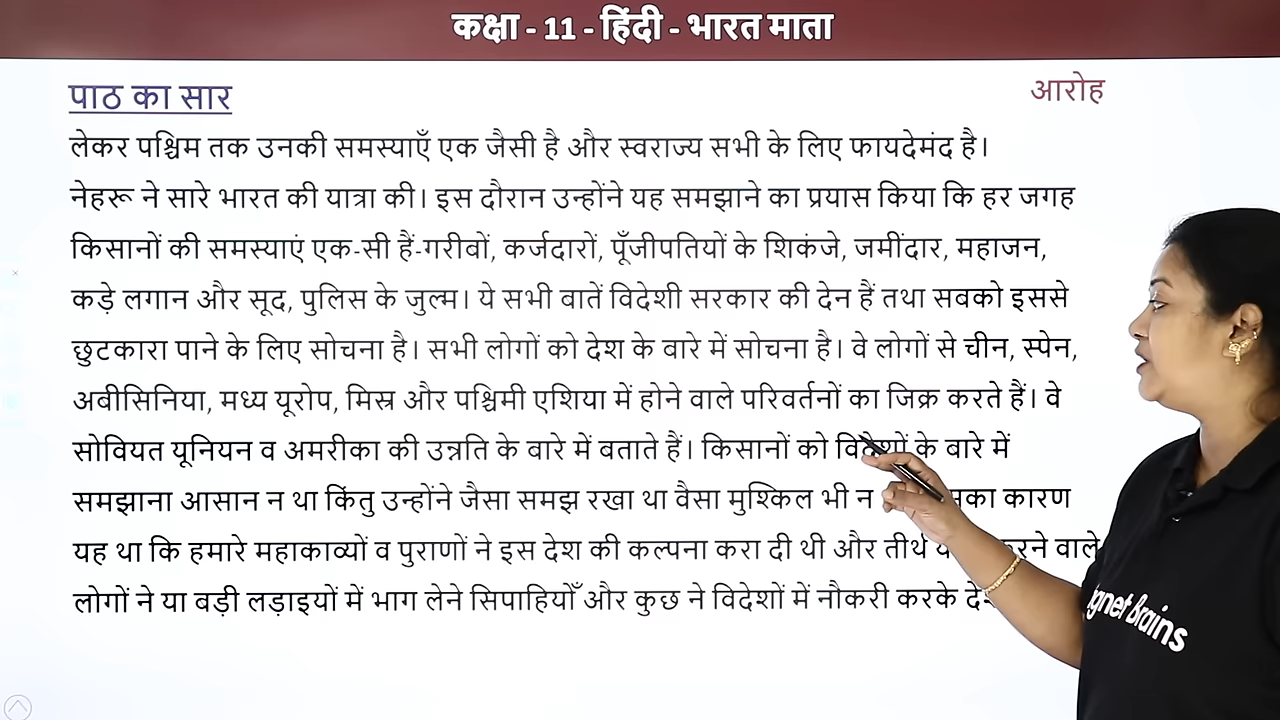 कक्षा - 11 - हिंदी - भारत माता
पाठ का सार
आरोह
लेकर पश्चिम तक उनकी समस्याएँ एक जैसी है और स्वराज्य सभी के लिए फायदेमंद है।
नेहरू ने सारे भारत की यात्रा की। इस दौरान उन्होंने यह समझाने का प्रयास किया कि हर जगह
किसानों की समस्याएं एक-सी हैं-गरीबों, कर्जदारों, पूँजीपतियों के शिकंजे, जमींदार, महाजन,
कड़े लगान और सूद, पुलिस के जुल्म। ये सभी बातें विदेशी सरकार की देन हैं तथा सबको इससे
छुटकारा पाने के लिए सोचना है। सभी लोगों को देश के बारे में सोचना है। वे लोगों से चीन, स्पेन,
अबीसिनिया, मध्य यूरोप, मिस्र और पश्चिमी एशिया में होने वाले परिवर्तनों का जिक्र करते हैं। वे
सोवियत यूनियन व अमरीका की उन्नति के बारे में बताते हैं। किसानों को विदेशों के बारे में
समझाना आसान न था किंतु उन्होंने जैसा समझ रखा था वैसा मुश्किल भी न कारण
यह था कि हमारे महाकाव्यों व पुराणों ने इस देश की कल्पना करा दी थी और तीर्थ वाले
लोगों ने या बड़ी लड़ाइयों में भाग लेने सिपाहियोँ और कुछ ने विदेशों में नौकरी करके
gnet Brains